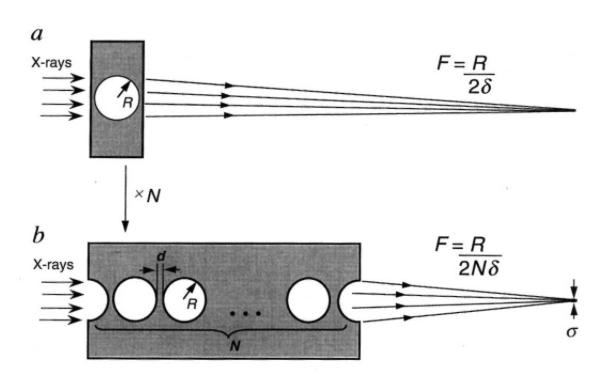 a
X-rays
R
F = R
2δ
× N
b
X-rays
d
R
...
N
F = R
2Nδ
σ